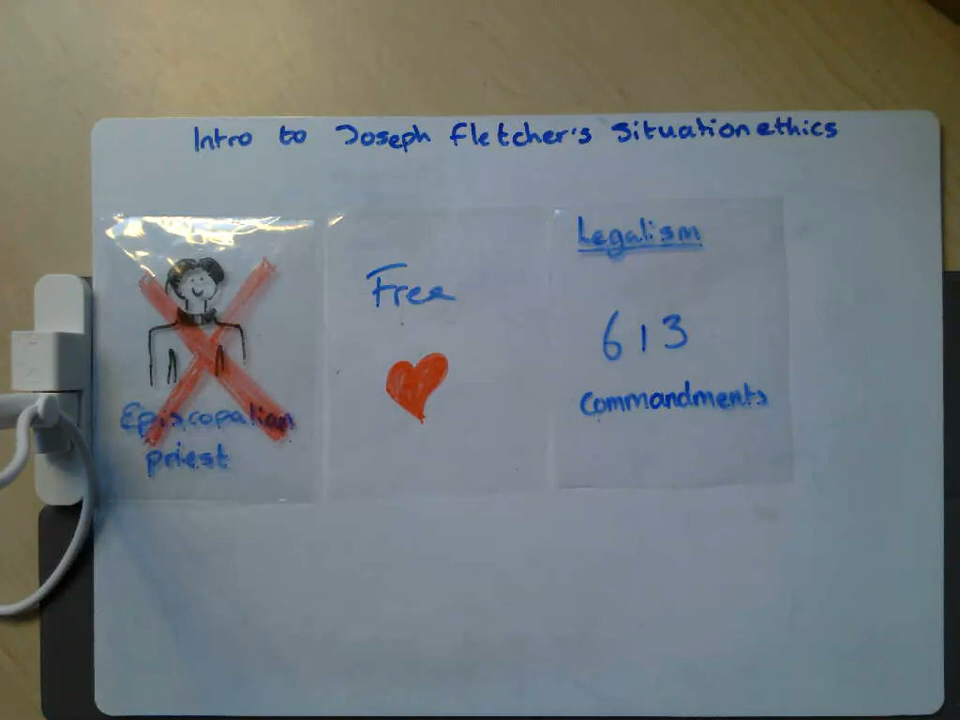 Intro to Joseph Fletcher's Situation ethics
Episcopalian
priest
Free
Legalism
613
Commandments